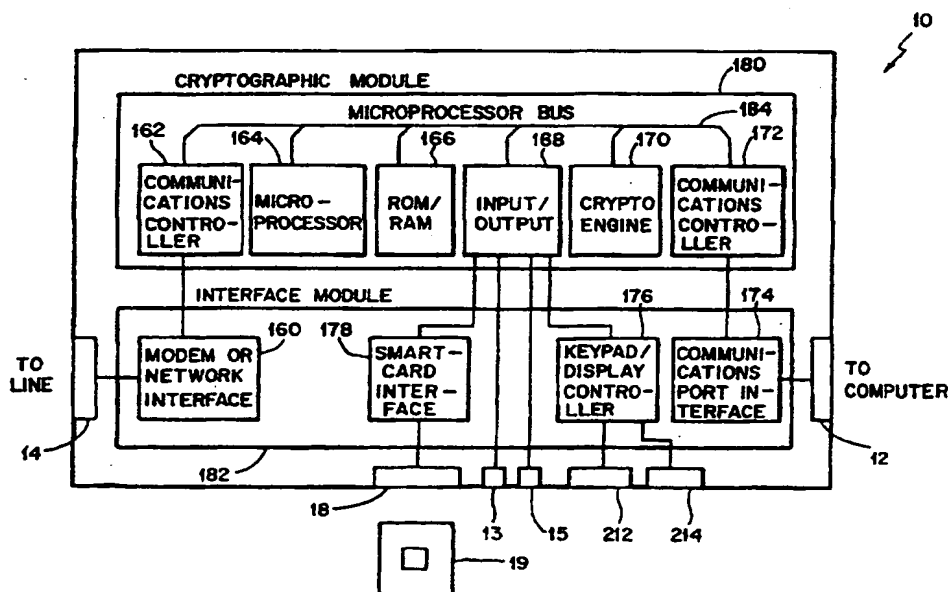 10
CRYPTOGRAPHIC MODULE
180
MICROPROCESSOR BUS
184
162
164
166
168
170
172
COMMUNI-
CATIONS
CONTRO-
LLER
MICRO-
PROCESSOR
ROM/
RAM
INPUT/
OUTPUT
CRYPTO
ENGINE
COMMUNI-
CATIONS
CONTRO-
LLER
INTERFACE MODULE
160
178
176
174
TO
LINE
MODEM OR
NETWORK
INTERFACE
SMART-
CARD
INTER-
FACE
KEYPAD/
DISPLAY
CONTRO-
LLER
COMMUNI-
CATIONS
PORT IN-
TERFACE
TO
COMPUTER
14
182
18
13
15
212
214
12
19